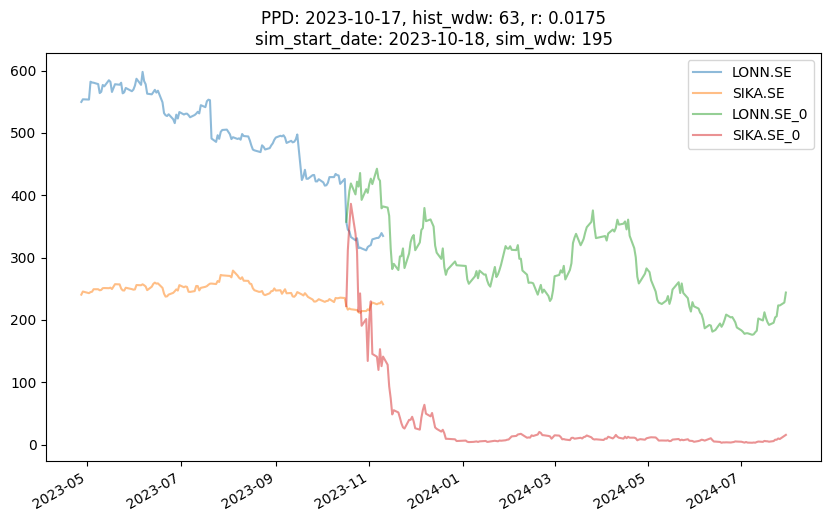 PPD: 2023-10-17, hist_wdw: 63, r: 0.0175
sim_start_date: 2023-10-18, sim_wdw: 195
LONN.SE
SIKA.SE
LONN.SE_0
SIKA.SE_0
600
500
400
300
200
100
0
2023-05
2023-07
2023-09
2023-11
2024-01
2024-03
2024-05
2024-07